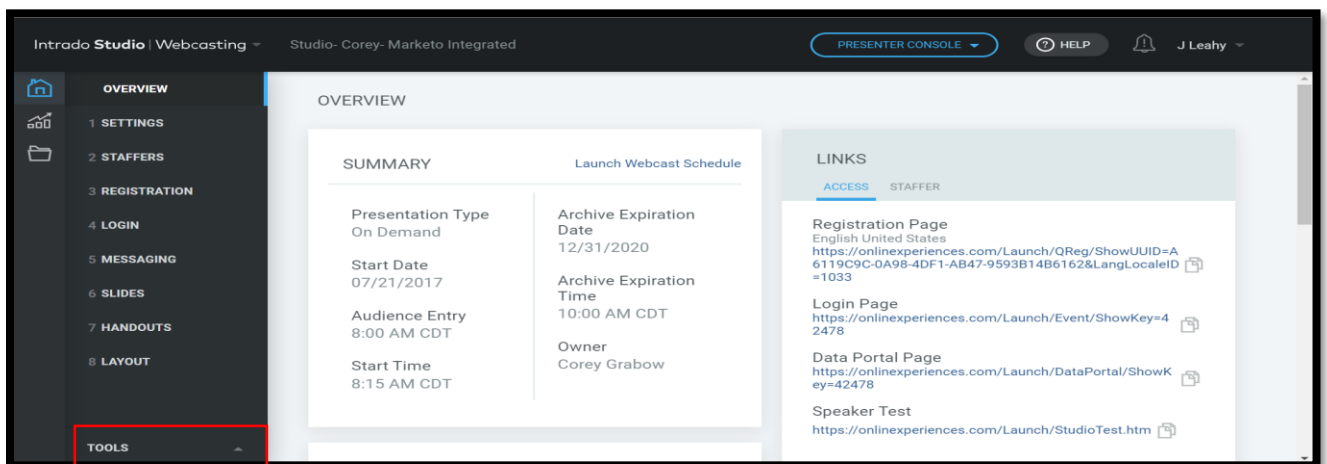 Intrado Studio | Webcasting
Studio- Corey- Marketo Integrated
PRESENTER CONSOLE
? HELP
J Leahy
OVERVIEW
1 SETTINGS
2 STAFFERS
3 REGISTRATION
4 LOGIN
5 MESSAGING
6 SLIDES
7 HANDOUTS
8 LAYOUT
TOOLS
OVERVIEW
SUMMARY
Launch Webcast Schedule
Presentation Type
On Demand
Start Date
07/21/2017
Audience Entry
8:00 AM CDT
Start Time
8:15 AM CDT
Archive Expiration
Date
12/31/2020
Archive Expiration
Time
10:00 AM CDT
Owner
Corey Grabow
LINKS
ACCESS STAFFER
Registration Page
English United States
https://onlinexperiences.com/Launch/QReg/ShowUUID=A
6119C9C-0A98-4DF1-AB47-9593B14B6162&LangLocaleID
=1033
Login Page
https://onlinexperiences.com/Launch/Event/ShowKey=4
2478
Data Portal Page
https://onlinexperiences.com/Launch/DataPortal/ShowK
ey=42478
Speaker Test
https://onlinexperiences.com/Launch/StudioTest.htm